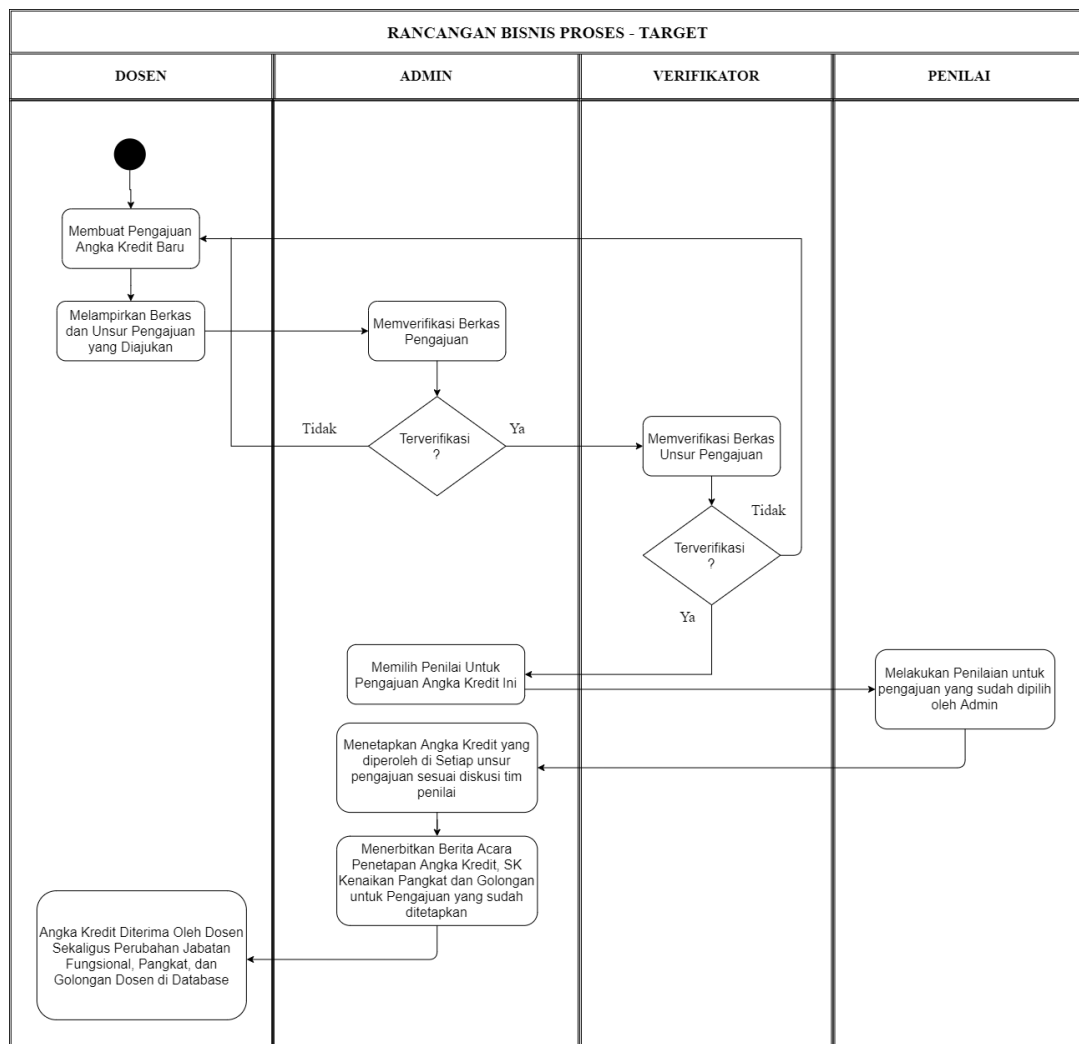 RANCANGAN BISNIS PROSES - TARGET
DOSEN
ADMIN
VERIFIKATOR
PENILAI
Membuat Pengajuan
Angka Kredit Baru
Melampirkan Berkas
dan Unsur Pengajuan
yang Diajukan
Memverifikasi Berkas
Pengajuan
Tidak
Terverifikasi
?
Ya
Memverifikasi Berkas
Unsur Pengajuan
Tidak
Terverifikasi
?
Ya
Memilih Penilai Untuk
Pengajuan Angka Kredit Ini
Melakukan Penilaian untuk
pengajuan yang sudah dipilih
oleh Admin
Menetapkan Angka Kredit yang
diperoleh di Setiap unsur
pengajuan sesuai diskusi tim
penilai
Menerbitkan Berita Acara
Penetapan Angka Kredit, SK
Kenaikan Pangkat dan Golongan
untuk Pengajuan yang sudah
ditetapkan
Angka Kredit Diterima Oleh Dosen
Sekaligus Perubahan Jabatan
Fungsional, Pangkat, dan
Golongan Dosen di Database